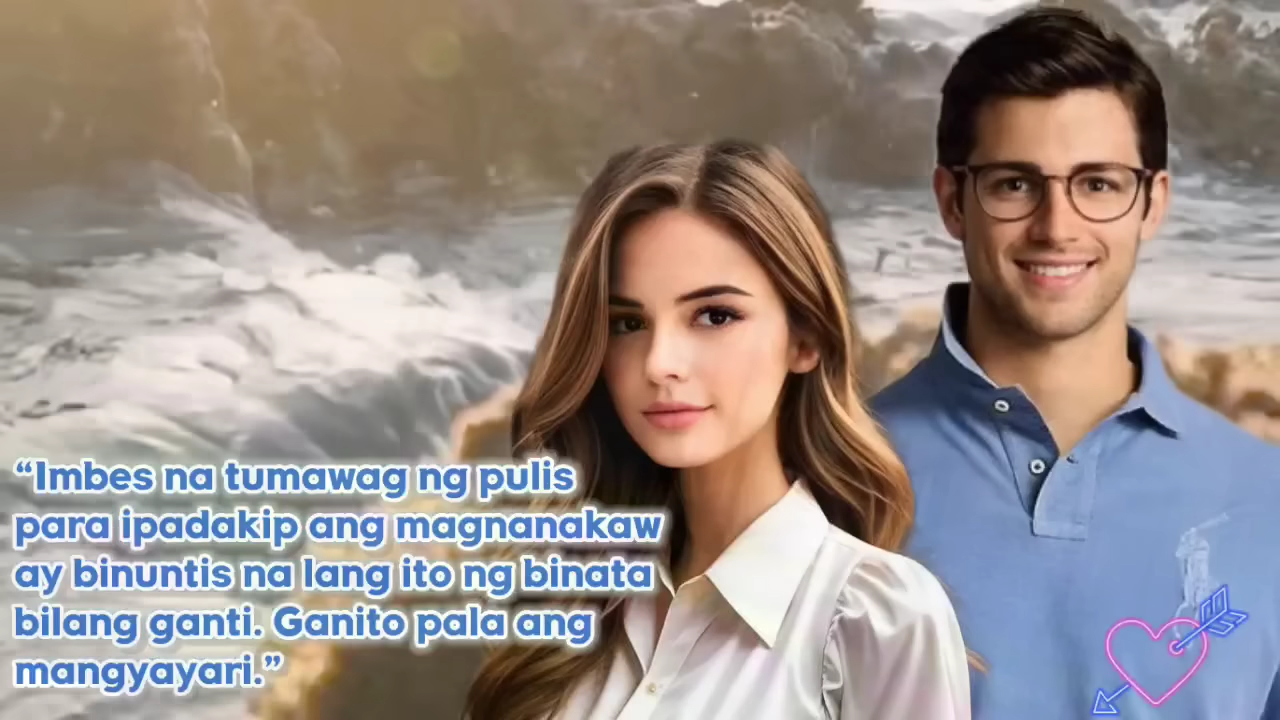 “Imbes na tumawag ng pulis
para ipadakip ang magnanakaw
ay binuntis na lang ito ng binata
bilang ganti. Ganito pala ang
mangyayari.”